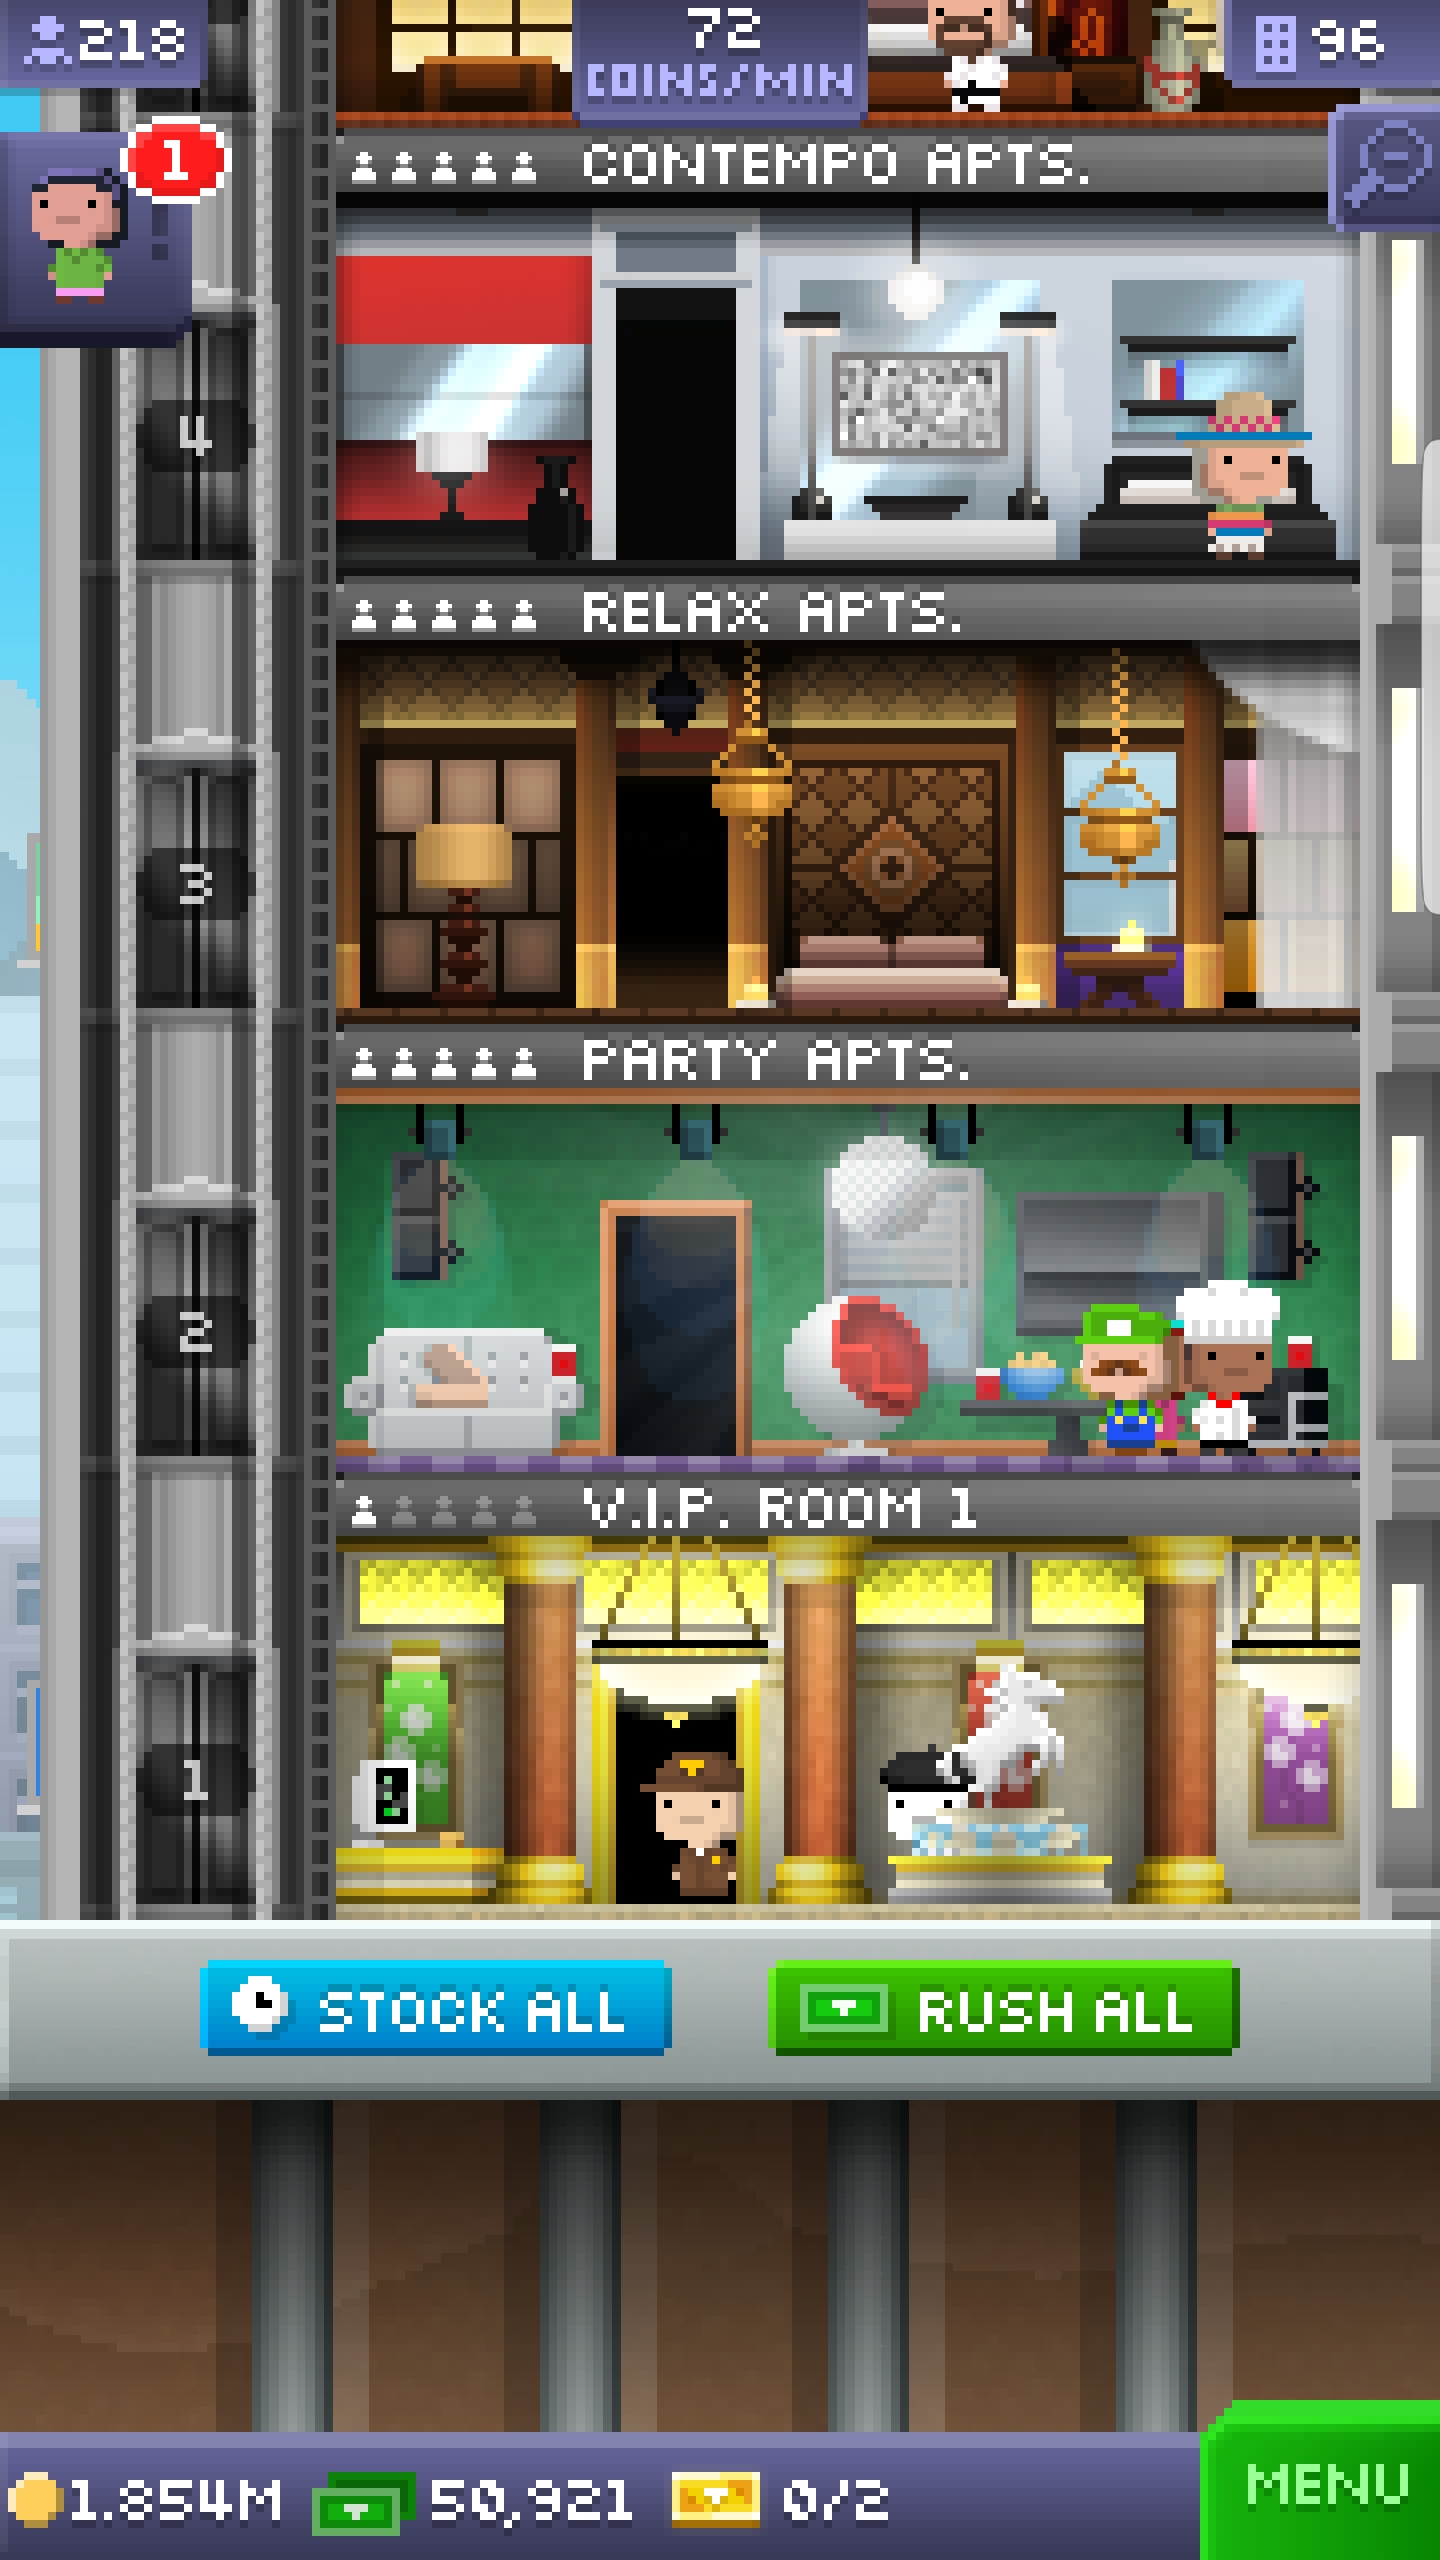 218
72
COINS/MIN
96
1
CONTEMPO APTS.
4
RELAX APTS.
3
PARTY APTS.
2
V.I.P. ROOM 1
1
STOCK ALL
RUSH ALL
1.854M
50,921
0/2
MENU